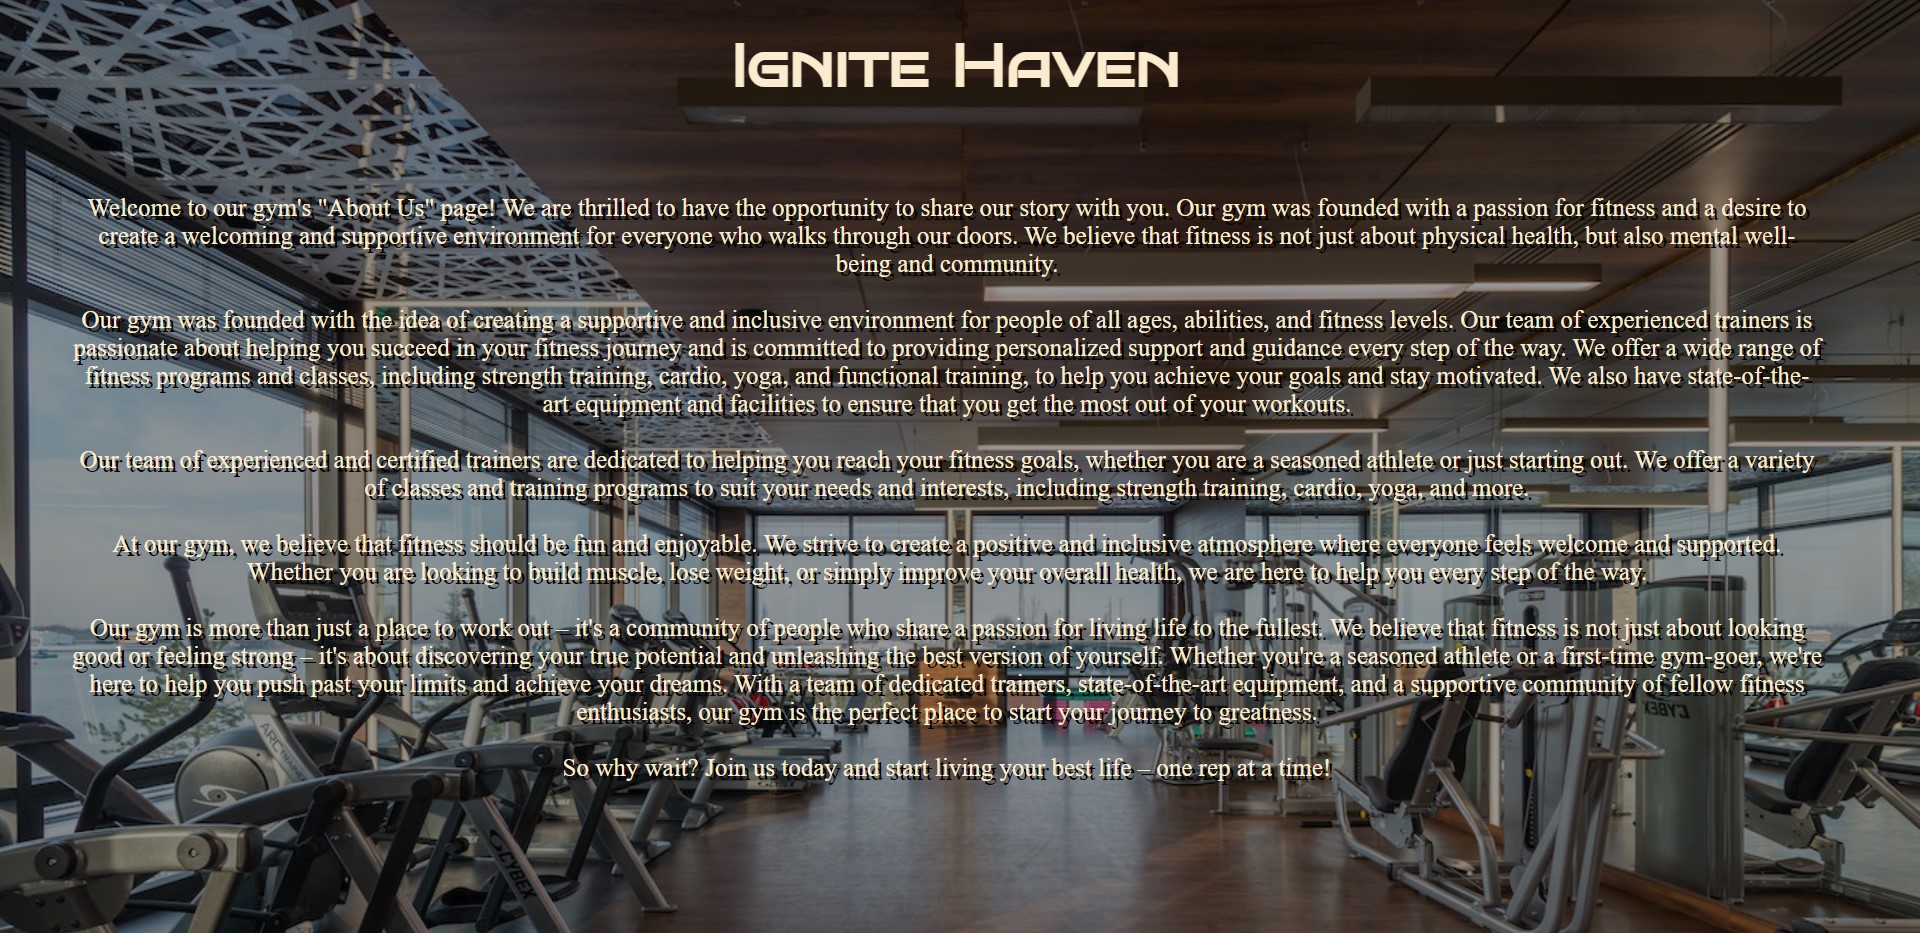 Ignite Haven
Welcome to our gym's "About Us" page! We are thrilled to have the opportunity to share our story with you. Our gym was founded with a passion for fitness and a desire to
create a welcoming and supportive environment for everyone who walks through our doors. We believe that fitness is not just about physical health, but also mental well-
being and community.
Our gym was founded with the idea of creating a supportive and inclusive environment for people of all ages, abilities, and fitness levels. Our team of experienced trainers is
passionate about helping you succeed in your fitness journey and is committed to providing personalized support and guidance every step of the way. We offer a wide range of
fitness programs and classes, including strength training, cardio, yoga, and functional training, to help you achieve your goals and stay motivated. We also have state-of-the-
art equipment and facilities to ensure that you get the most out of your workouts.
Our team of experienced and certified trainers are dedicated to helping you reach your fitness goals, whether you are a seasoned athlete or just starting out. We offer a variety
of classes and training programs to suit your needs and interests, including strength training, cardio, yoga, and more.
At our gym, we believe that fitness should be fun and enjoyable. We strive to create a positive and inclusive atmosphere where everyone feels welcome and supported.
Whether you are looking to build muscle, lose weight, or simply improve your overall health, we are here to help you every step of the way.
Our gym is more than just a place to work out – it's a community of people who share a passion for living life to the fullest. We believe that fitness is not just about looking
good or feeling strong – it's about discovering your true potential and unleashing the best version of yourself. Whether you're a seasoned athlete or a first-time gym-goer, we're
here to help you push past your limits and achieve your dreams. With a team of dedicated trainers, state-of-the-art equipment, and a supportive community of fellow fitness
enthusiasts, our gym is the perfect place to start your journey to greatness.
So why wait? Join us today and start living your best life – one rep at a time!
CYBEX
ARC TRAINER
CYBEX